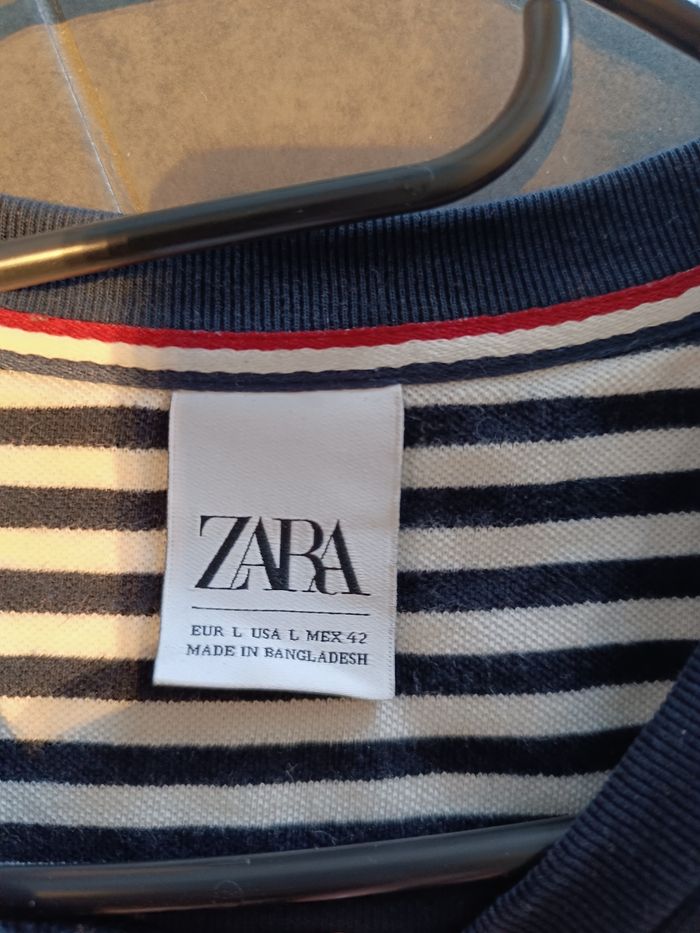 ZARA
EUR L USA L MEX 42
MADE IN BANGLADESH